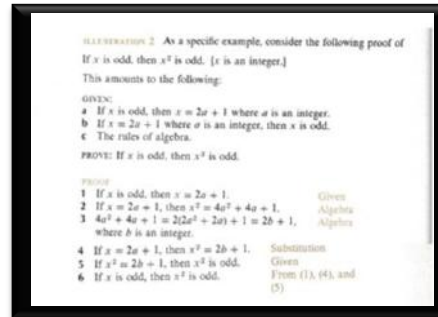 ILLUSTRATION 2 As a specific example, consider the following proof of
If x is odd, then x² is odd. [x is an integer.]
This amounts to the following:
GIVEN:
a If x is odd, then x = 2a + 1 where a is an integer.
b If x = 2a + 1 where a is an integer, then x is odd.
c The rules of algebra.
PROVE: If x is odd, then x² is odd.
PROOF
1 If x is odd, then x = 2a + 1. Given
2 If x = 2a + 1, then x² = 4a² + 4a + 1. Algebra
3 4a² + 4a + 1 = 2(2a² + 2a) + 1 = 2b + 1, Algebra
where b is an integer.
4 If x = 2a + 1, then x² = 2b + 1. Substitution
5 If x² = 2b + 1, then x² is odd. Given
6 If x is odd, then x² is odd. From (1), (4), and
(5)